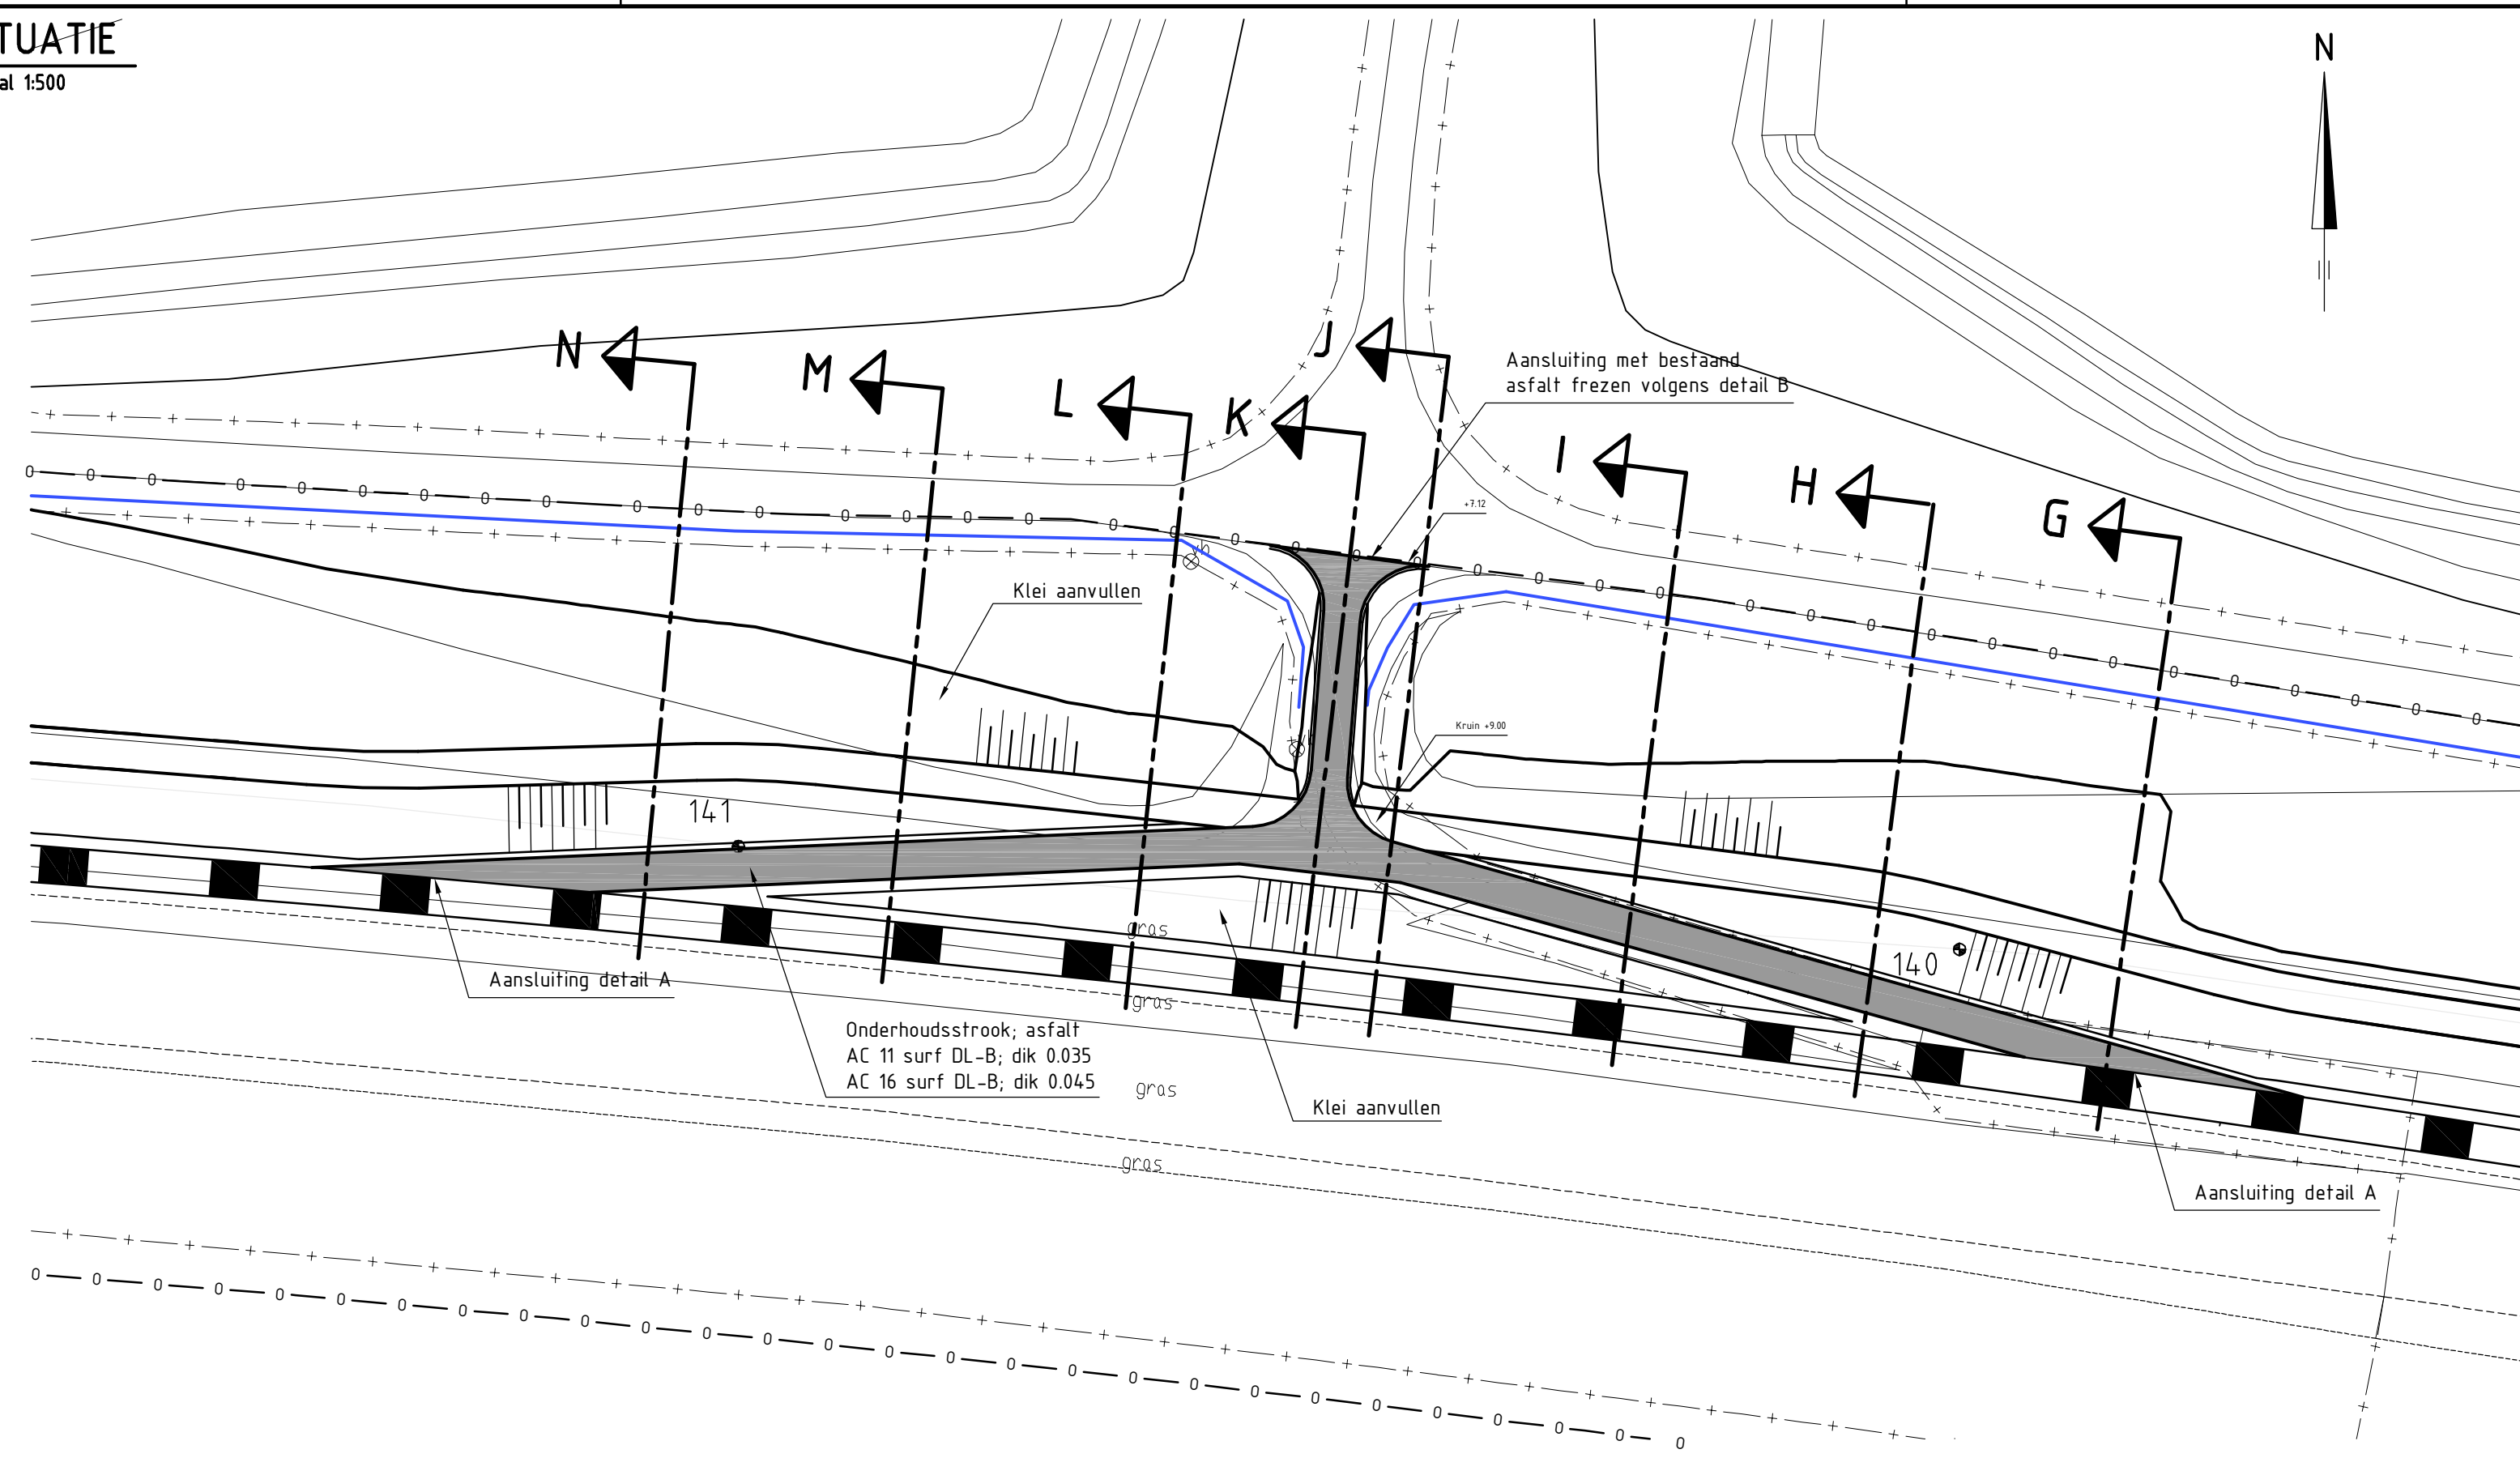 TUATIE
al 1:500
N
N
M
L
K
J
I
H
G
Aansluiting met bestaand
asfalt frezen volgens detail B
+7.12
vb
Klei aanvullen
Kruin +9.00
141
140
gras
gras
gras
gras
Aansluiting detail A
Onderhoudsstrook; asfalt
AC 11 surf DL-B; dik 0.035
AC 16 surf DL-B; dik 0.045
Klei aanvullen
Aansluiting detail A